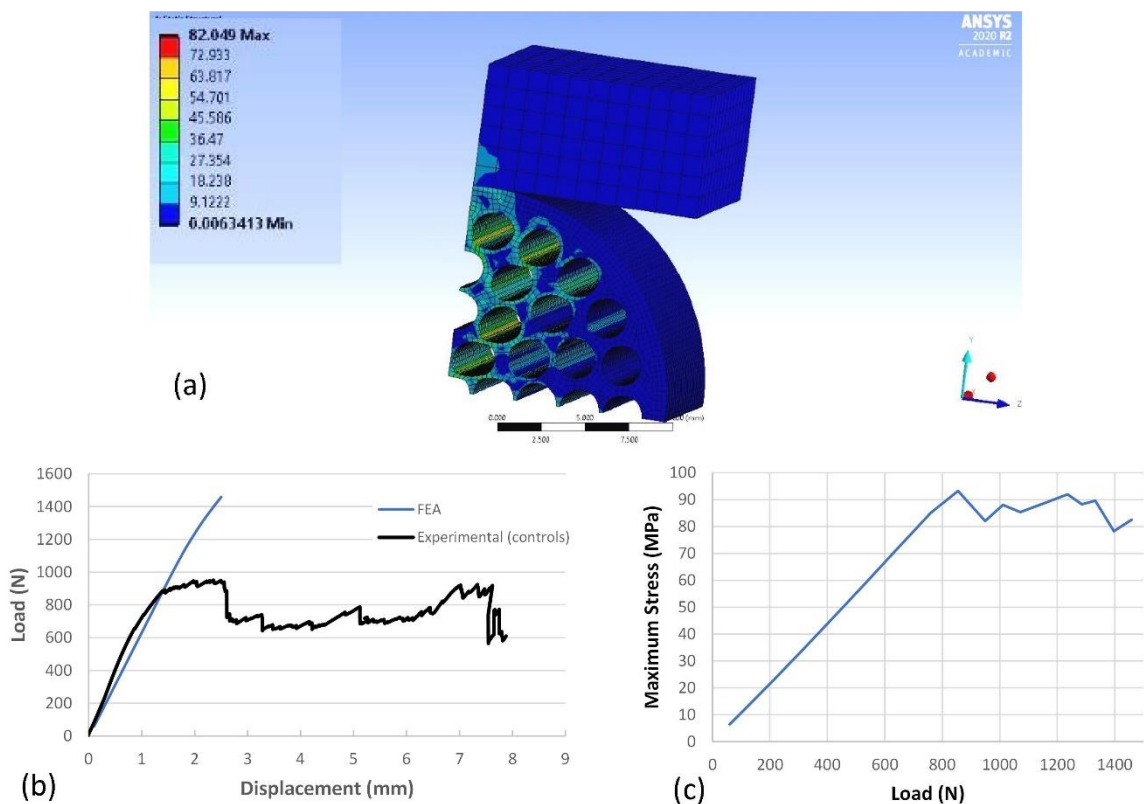 ANSYS
2020 R2
ACADEMIC
82.049 Max
72.933
63.817
54.701
45.586
36.47
27.354
18.238
9.1222
0.0063413 Min
Y
Z
0.000
5.000
(mm)
2.500
7.500
(a)
1600
1400
1200
1000
800
600
400
200
0
Load (N)
FEA
Experimental (controls)
0 1 2 3 4 5 6 7 8 9
Displacement (mm)
(b)
100
90
80
70
60
50
40
30
20
10
0
Maximum Stress (MPa)
0 200 400 600 800 1000 1200 1400
Load (N)
(c)